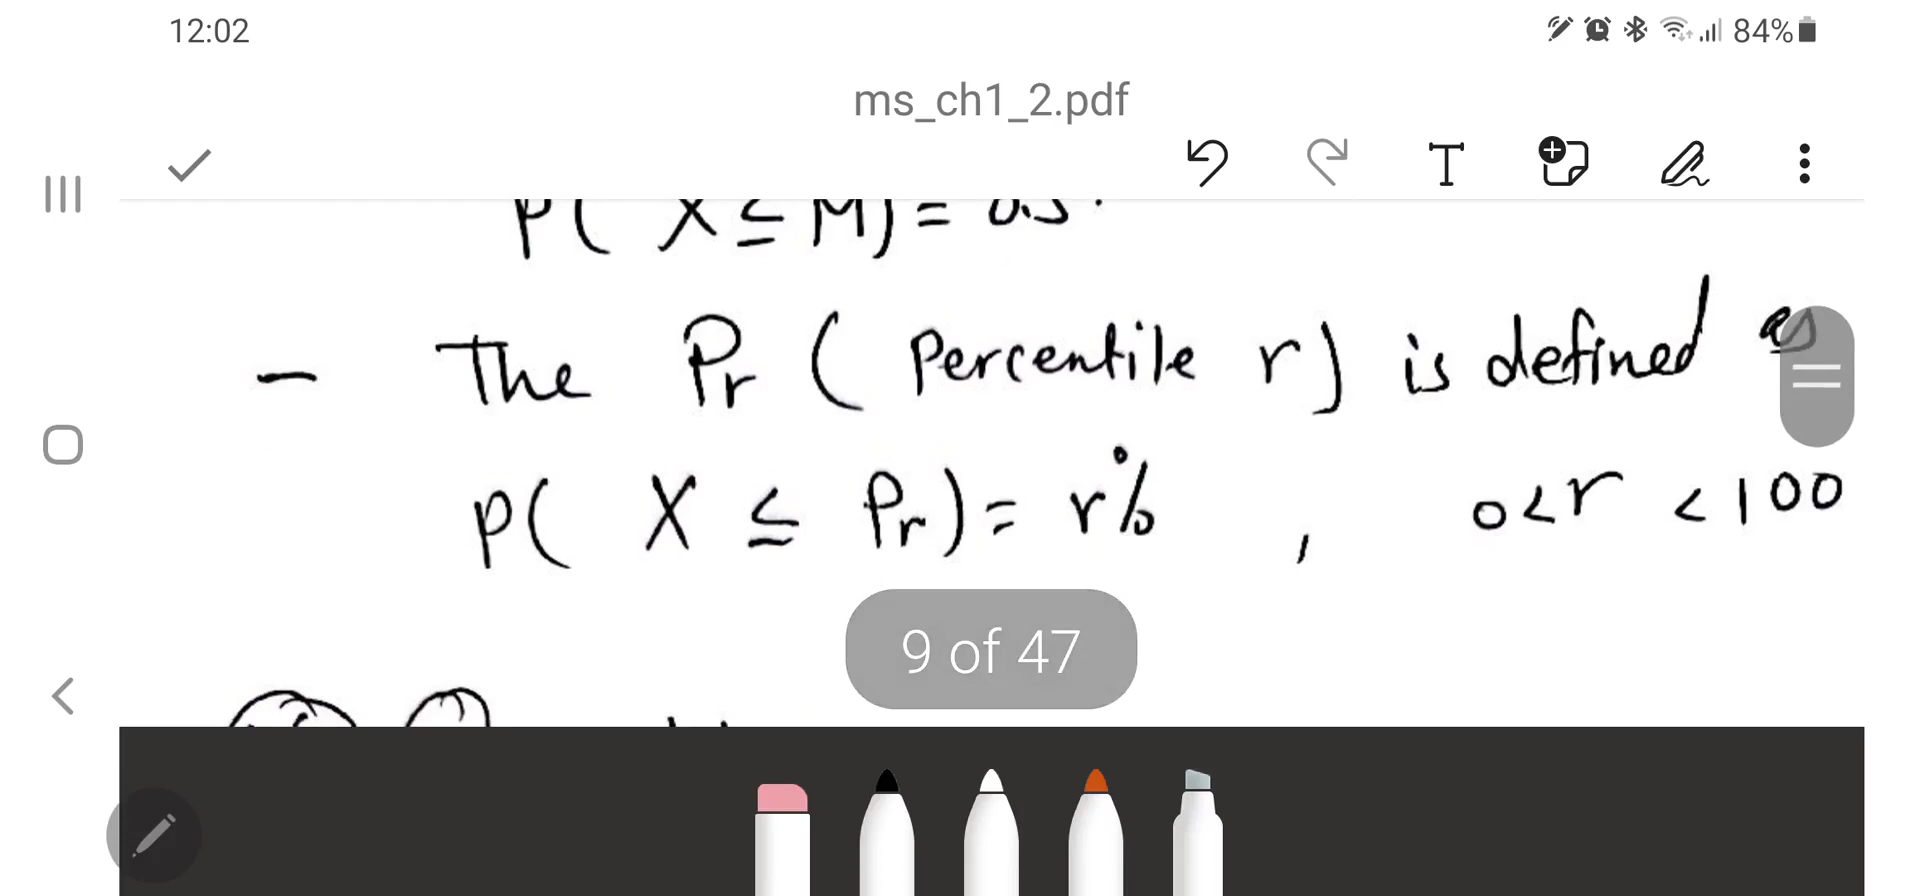 12:02
84%
ms_ch1_2.pdf
P( X ≤ M) = 0.5.
– The Pr ( Percentile r) is defined as
P( X ≤ Pr) = r% , 0 < r < 100
9 of 47